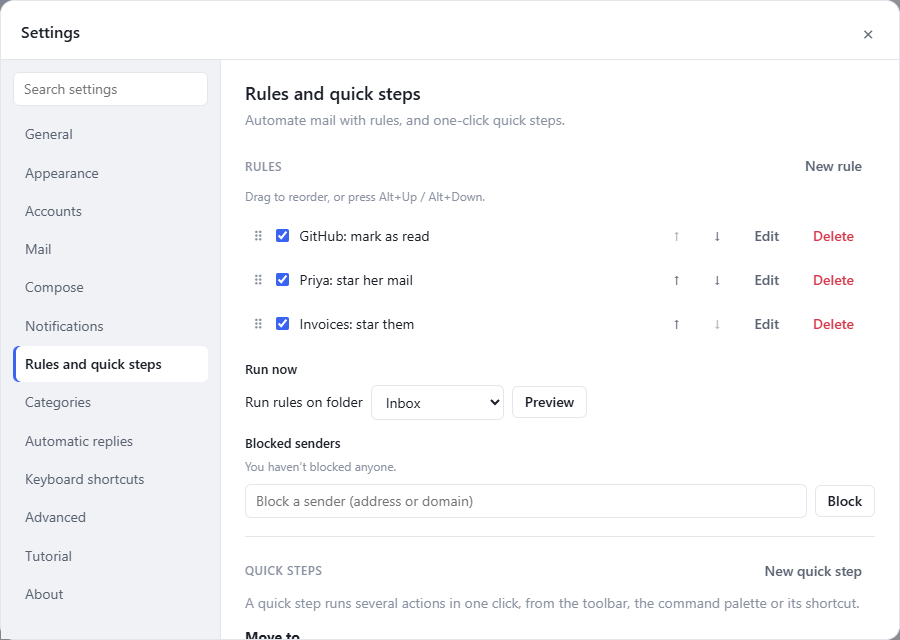 Settings
×
Search settings
General
Appearance
Accounts
Mail
Compose
Notifications
Rules and quick steps
Categories
Automatic replies
Keyboard shortcuts
Advanced
Tutorial
About
Rules and quick steps
Automate mail with rules, and one-click quick steps.
RULES New rule
Drag to reorder, or press Alt+Up / Alt+Down.
GitHub: mark as read ↑ ↓ Edit Delete
Priya: star her mail ↑ ↓ Edit Delete
Invoices: star them ↑ ↓ Edit Delete
Run now
Run rules on folder Inbox Preview
Blocked senders
You haven't blocked anyone.
Block a sender (address or domain) Block
QUICK STEPS New quick step
A quick step runs several actions in one click, from the toolbar, the command palette or its shortcut.
Move to